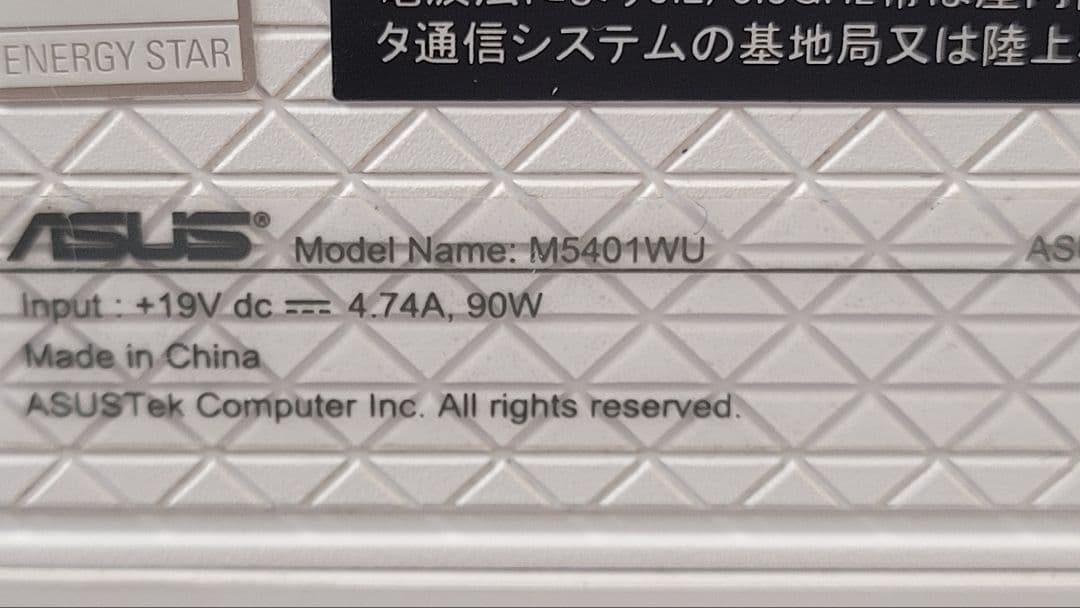 ENERGY STAR
タ通信システムの基地局又は陸上
ASUS® Model Name: M5401WU AS
Input : +19V dc ⎓ 4.74A, 90W
Made in China
ASUSTek Computer Inc. All rights reserved.